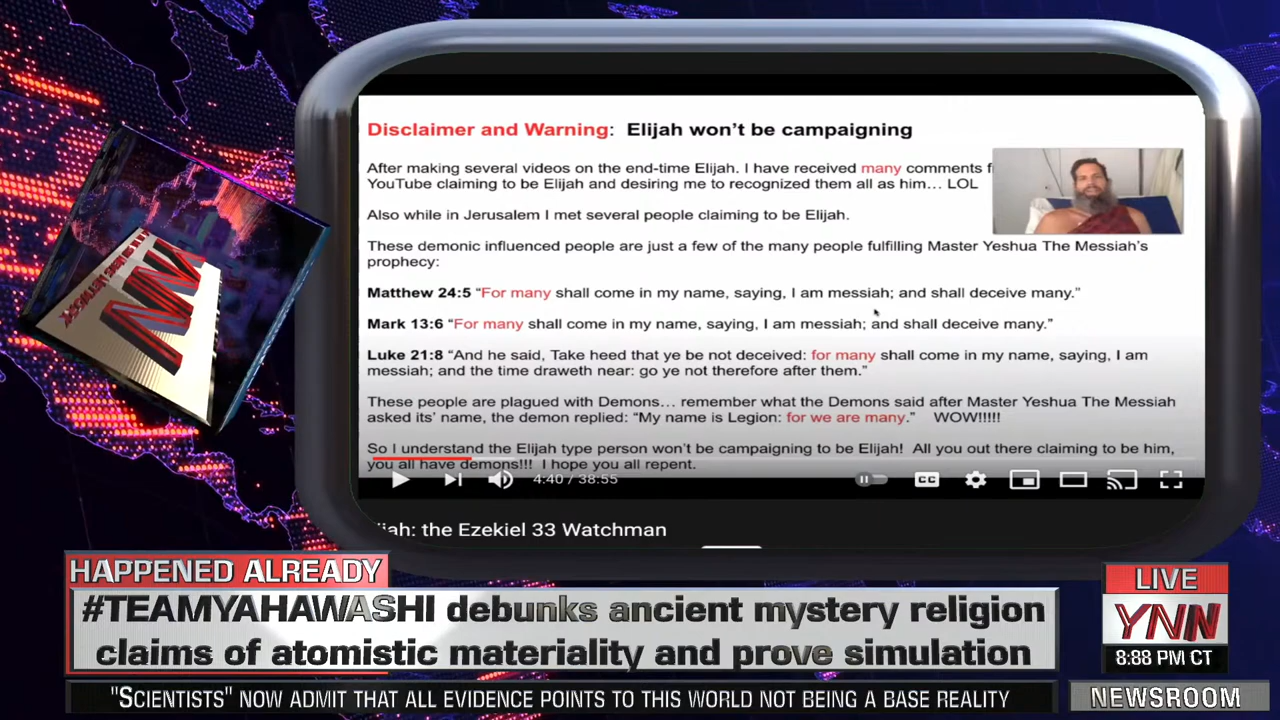 Disclaimer and Warning: Elijah won't be campaigning
After making several videos on the end-time Elijah. I have received many comments f
YouTube claiming to be Elijah and desiring me to recognized them all as him... LOL
Also while in Jerusalem I met several people claiming to be Elijah.
These demonic influenced people are just a few of the many people fulfilling Master Yeshua The Messiah's
prophecy:
Matthew 24:5 "For many shall come in my name, saying, I am messiah; and shall deceive many."
Mark 13:6 "For many shall come in my name, saying, I am messiah; and shall deceive many."
Luke 21:8 "And he said, Take heed that ye be not deceived: for many shall come in my name, saying, I am
messiah; and the time draweth near: go ye not therefore after them."
These people are plagued with Demons... remember what the Demons said after Master Yeshua The Messiah
asked its' name, the demon replied: "My name is Legion: for we are many." WOW!!!!!
So I understand the Elijah type person won't be campaigning to be Elijah! All you out there claiming to be him,
you all have demons!!! I hope you all repent.
4:40 / 38:55
CC
jah: the Ezekiel 33 Watchman
YNN
HAPPENED ALREADY
#TEAMYAHAWASHI debunks ancient mystery religion
claims of atomistic materiality and prove simulation
LIVE
YNN
8:88 PM CT
"SCIENTISTS" NOW ADMIT THAT ALL EVIDENCE POINTS TO THIS WORLD NOT BEING A BASE REALITY
NEWSROOM